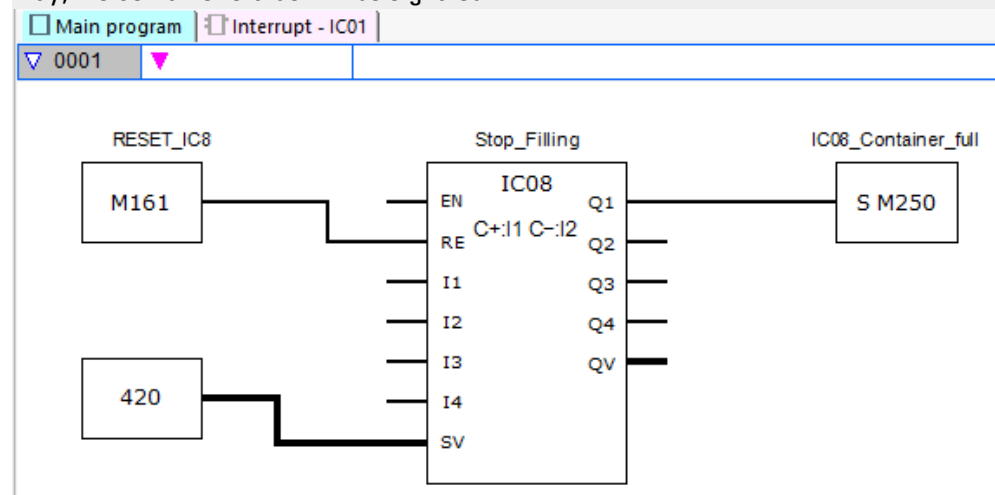 Main program Interrupt - IC01
0001
RESET_IC8 Stop_Filling IC08_Container_full
M161 IC08 S M250
EN Q1
C+:I1 C−:I2
RE Q2
I1 Q3
I2 Q4
I3 QV
420
I4
SV